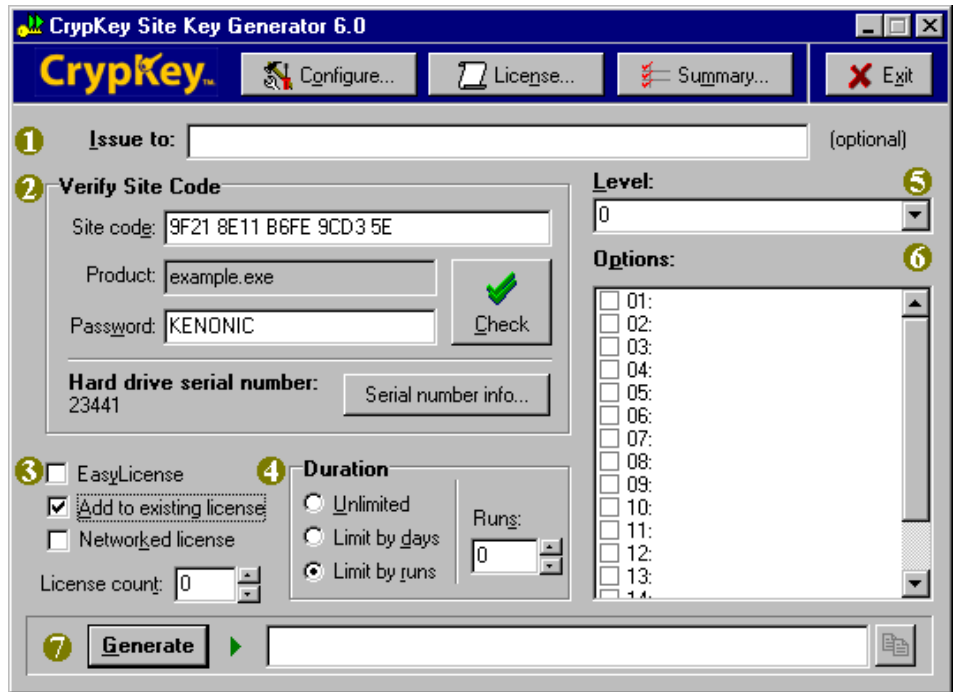 CrypKey Site Key Generator 6.0
CrypKey™ Configure... License... Summary... Exit
1 Issue to: (optional)
2 Verify Site Code
Site code: 9F21 8E11 B6FE 9CD3 5E
Product: example.exe
Password: KENONIC
Check
Hard drive serial number:
23441
Serial number info...
Level: 5
0
Options: 6
01:
02:
03:
04:
05:
06:
07:
08:
09:
10:
11:
12:
13:
14:
3 EasyLicense
Add to existing license
Networked license
License count: 0
4 Duration
Unlimited
Limit by days
Limit by runs
Runs:
0
7 Generate